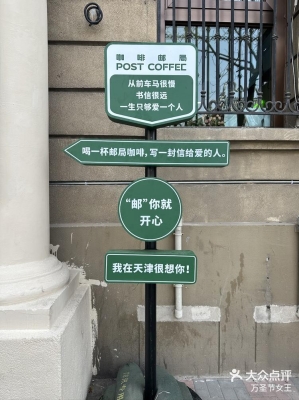 咖啡邮局
POST COFFEE
从前车马很慢
书信很远
一生只够爱一个人
喝一杯邮局咖啡，写一封信给爱的人。
“邮”你就
开心
我在天津很想你！
大众点评
万圣节女王